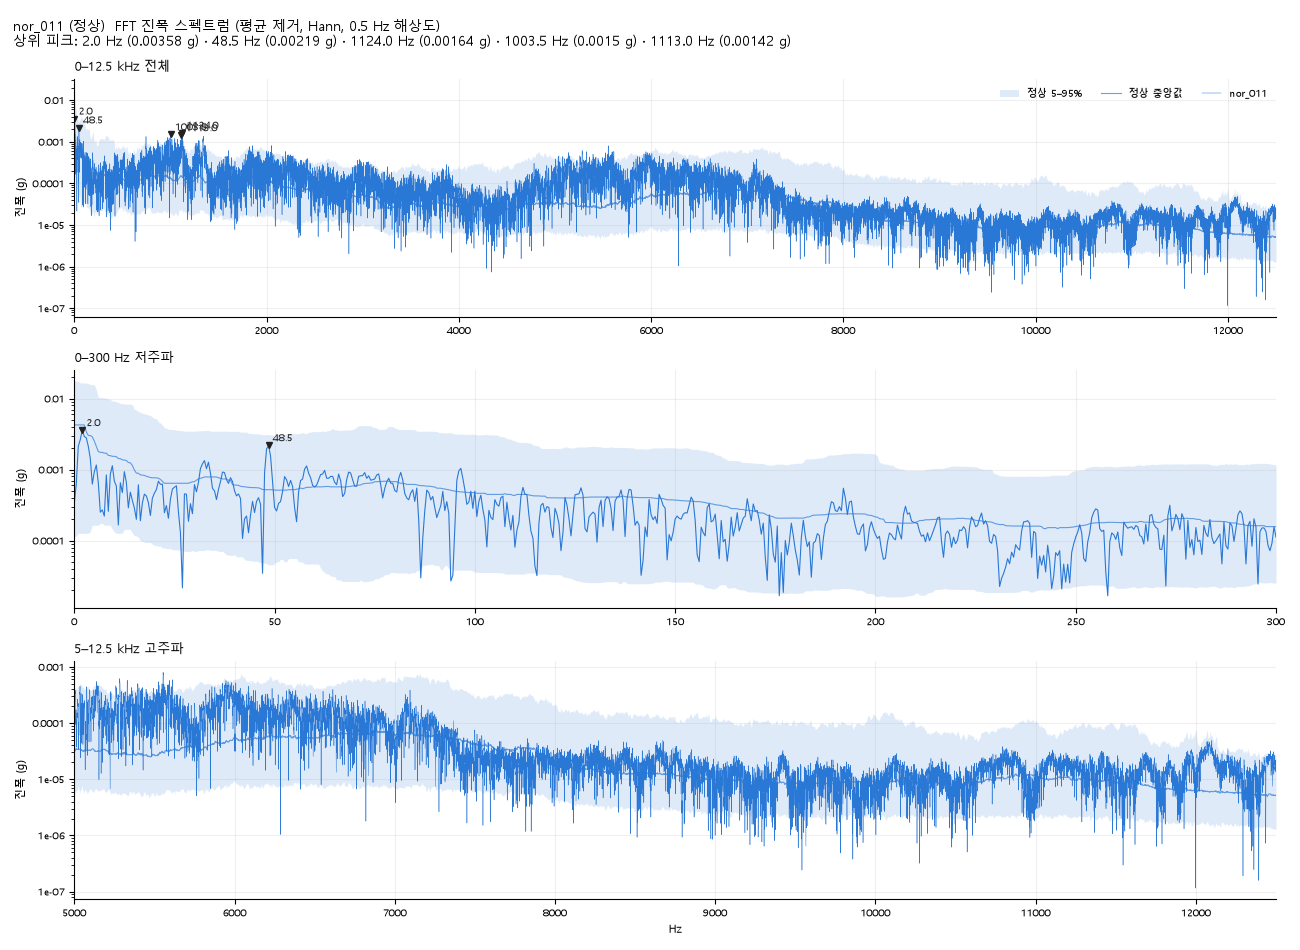 nor_011 (정상) FFT 진폭 스펙트럼 (평균 제거, Hann, 0.5 Hz 해상도)
상위 피크: 2.0 Hz (0.00358 g) · 48.5 Hz (0.00219 g) · 1124.0 Hz (0.00164 g) · 1003.5 Hz (0.0015 g) · 1113.0 Hz (0.00142 g)
0–12.5 kHz 전체
정상 5–95% 정상 중앙값 nor_011
2.0
48.5
0.01
0.001
0.0001
1e-05
1e-06
1e-07
진폭 (g)
0 2000 4000 6000 8000 10000 12000
0–300 Hz 저주파
2.0
48.5
0.01
0.001
0.0001
진폭 (g)
0 50 100 150 200 250 300
5–12.5 kHz 고주파
0.001
0.0001
1e-05
1e-06
1e-07
진폭 (g)
5000 6000 7000 8000 9000 10000 11000 12000
Hz